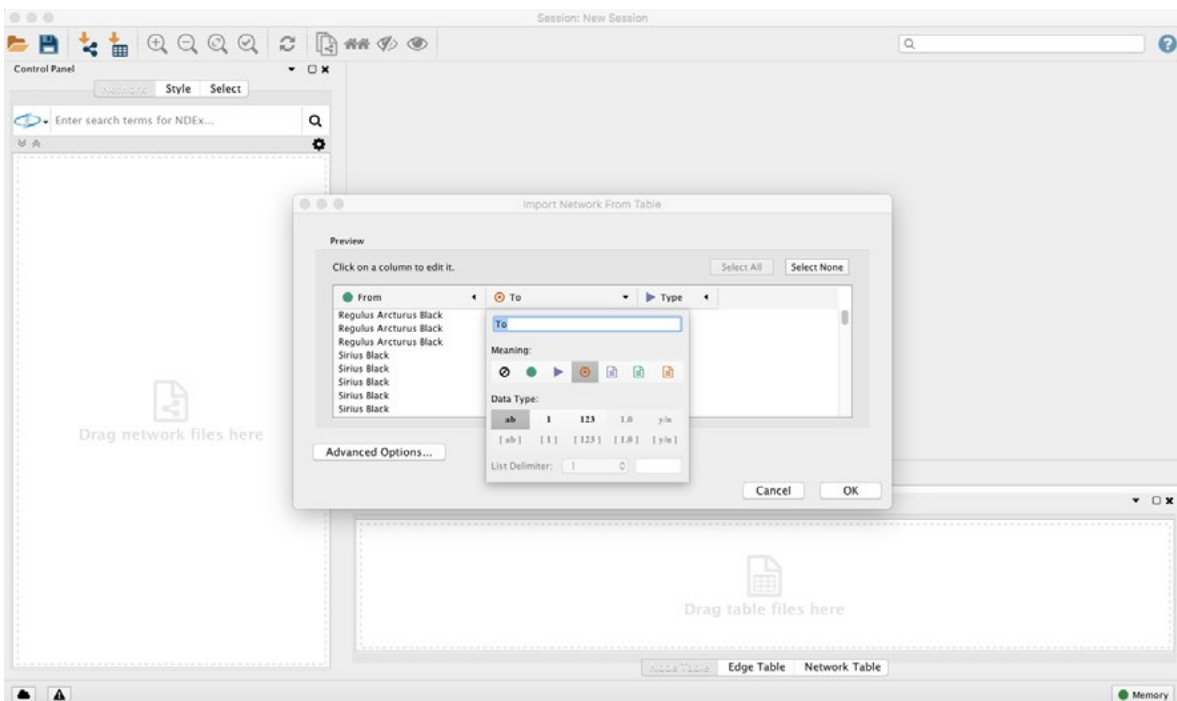 Session: New Session
Control Panel
Network Style Select
Enter search terms for NDEx...
Drag network files here
Import Network From Table
Preview
Click on a column to edit it.
Select All Select None
From To Type
Regulus Arcturus Black
Regulus Arcturus Black
Regulus Arcturus Black
Sirius Black
Sirius Black
Sirius Black
Sirius Black
Sirius Black
To
Meaning:
Data Type:
ab 1 123 1.0 y/n
[ ab ] [ 1 ] [ 123 ] [ 1.0 ] [ y/n ]
List Delimiter: |
Advanced Options...
Cancel OK
Drag table files here
Node Table Edge Table Network Table
Memory